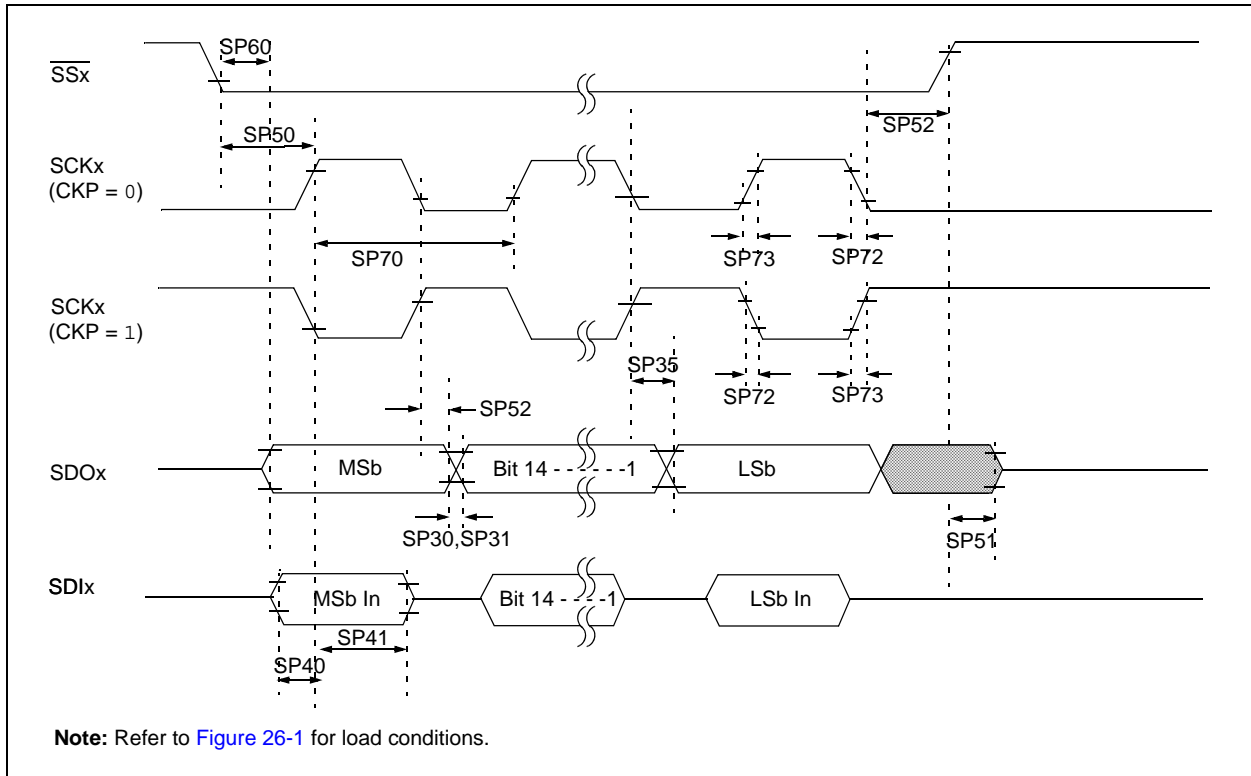 SP60
SSx
SP50
SP52
SCKx
(CKP = 0)
SP70
SP73
SP72
SCKx
(CKP = 1)
SP35
SP72
SP73
SP52
SDOx
MSb
Bit 14 - - - - - -1
LSb
SP30,SP31
SP51
SDIx
MSb In
Bit 14 - - - -1
LSb In
SP41
SP40
Note: Refer to Figure 26-1 for load conditions.